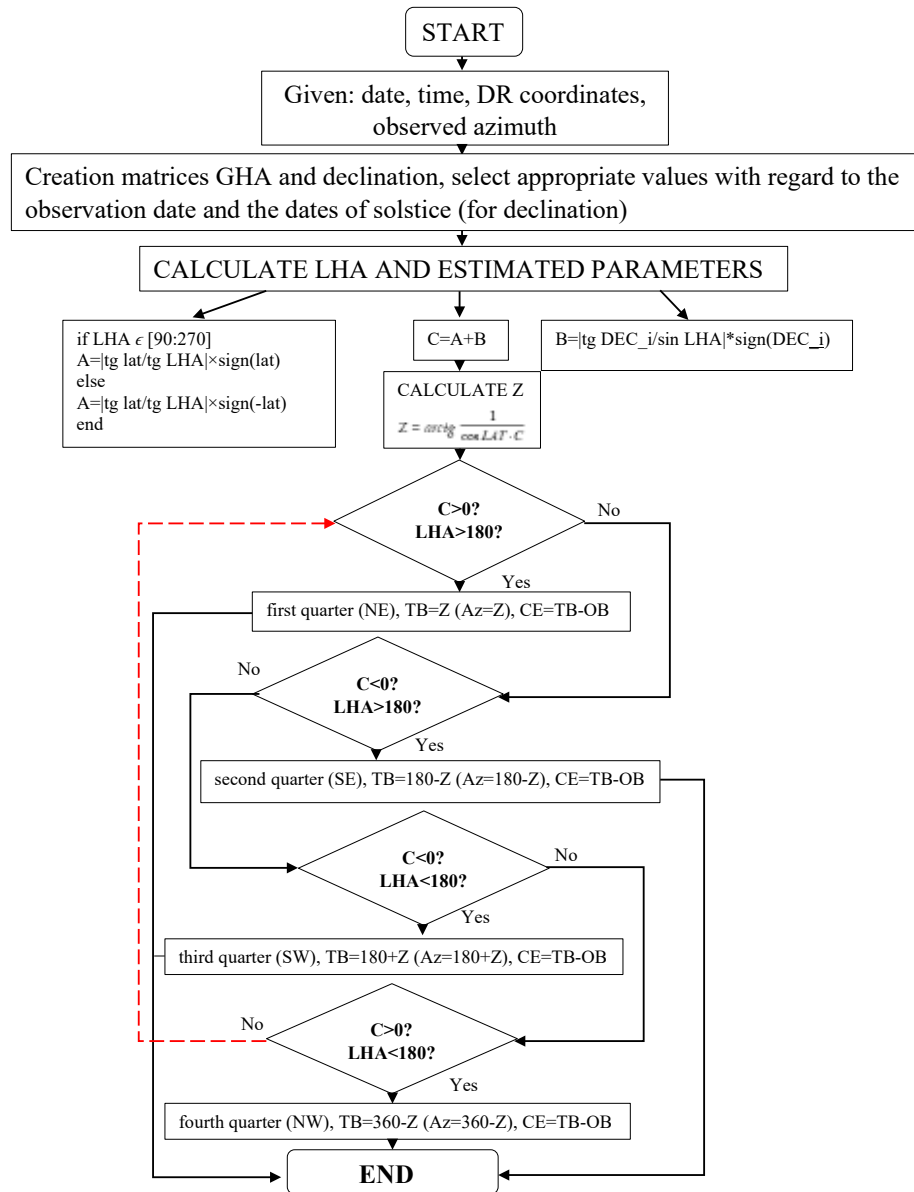 START
Given: date, time, DR coordinates,
observed azimuth
Creation matrices GHA and declination, select appropriate values with regard to the
observation date and the dates of solstice (for declination)
CALCULATE LHA AND ESTIMATED PARAMETERS
if LHA ϵ [90:270]
A=|tg lat/tg LHA|×sign(lat)
else
A=|tg lat/tg LHA|×sign(-lat)
end
C=A+B
B=|tg DEC_i/sin LHA|*sign(DEC_i)
CALCULATE Z
Z = arctg 1 / LAT · C
C>0?
LHA>180?
No
Yes
first quarter (NE), TB=Z (Az=Z), CE=TB-OB
No
C<0?
LHA>180?
Yes
second quarter (SE), TB=180-Z (Az=180-Z), CE=TB-OB
C<0?
LHA<180?
No
Yes
third quarter (SW), TB=180+Z (Az=180+Z), CE=TB-OB
No
C>0?
LHA<180?
Yes
fourth quarter (NW), TB=360-Z (Az=360-Z), CE=TB-OB
END